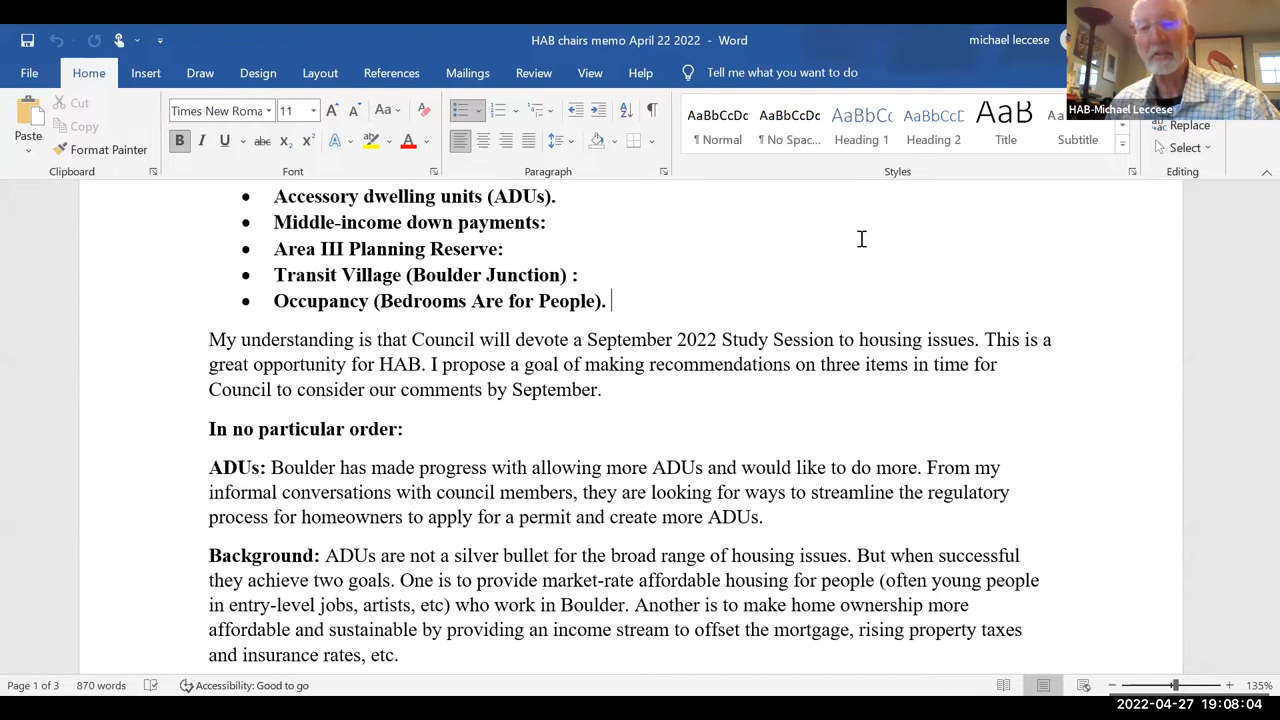 HAB chairs memo April 22 2022 - Word
michael leccese
File Home Insert Draw Design Layout References Mailings Review View Help Tell me what you want to do
HAB-Michael Leccese
Paste
Cut
Copy
Format Painter
Clipboard
Times New Roma 11
Font
Paragraph
AaBbCcDc AaBbCcDc AaBbCc AaBbCcD AaB
¶ Normal ¶ No Spac... Heading 1 Heading 2 Title Subtitle
Styles
Replace
Select
Editing
• Accessory dwelling units (ADUs).
• Middle-income down payments:
• Area III Planning Reserve:
• Transit Village (Boulder Junction) :
• Occupancy (Bedrooms Are for People).
My understanding is that Council will devote a September 2022 Study Session to housing issues. This is a
great opportunity for HAB. I propose a goal of making recommendations on three items in time for
Council to consider our comments by September.
In no particular order:
ADUs: Boulder has made progress with allowing more ADUs and would like to do more. From my
informal conversations with council members, they are looking for ways to streamline the regulatory
process for homeowners to apply for a permit and create more ADUs.
Background: ADUs are not a silver bullet for the broad range of housing issues. But when successful
they achieve two goals. One is to provide market-rate affordable housing for people (often young people
in entry-level jobs, artists, etc) who work in Boulder. Another is to make home ownership more
affordable and sustainable by providing an income stream to offset the mortgage, rising property taxes
and insurance rates, etc.
Page 1 of 3 870 words Accessibility: Good to go 135%
2022-04-27 19:08:04